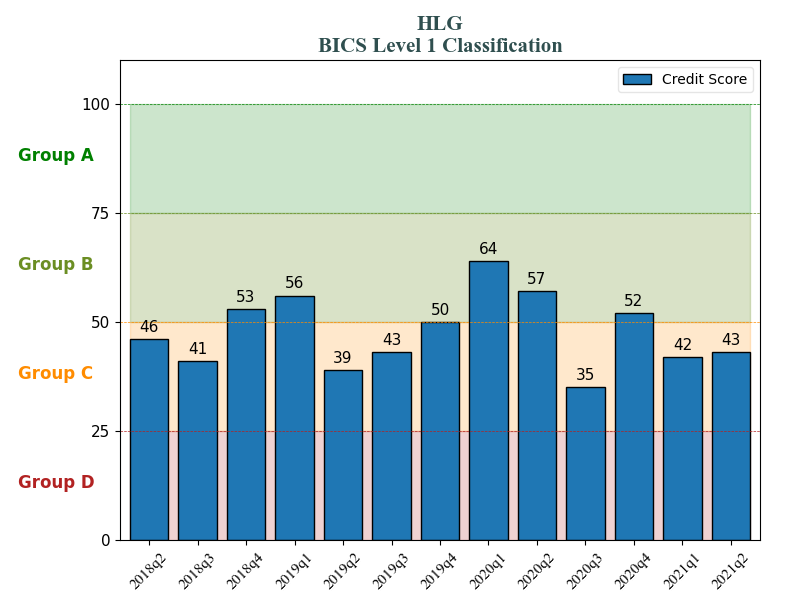 HLG
BICS Level 1 Classification
Credit Score
100
Group A
75
64
Group B
57
56
53
52
50
50
46
43
43
42
41
39
Group C
35
25
Group D
0
2018q2 2018q3 2018q4 2019q1 2019q2 2019q3 2019q4 2020q1 2020q2 2020q3 2020q4 2021q1 2021q2